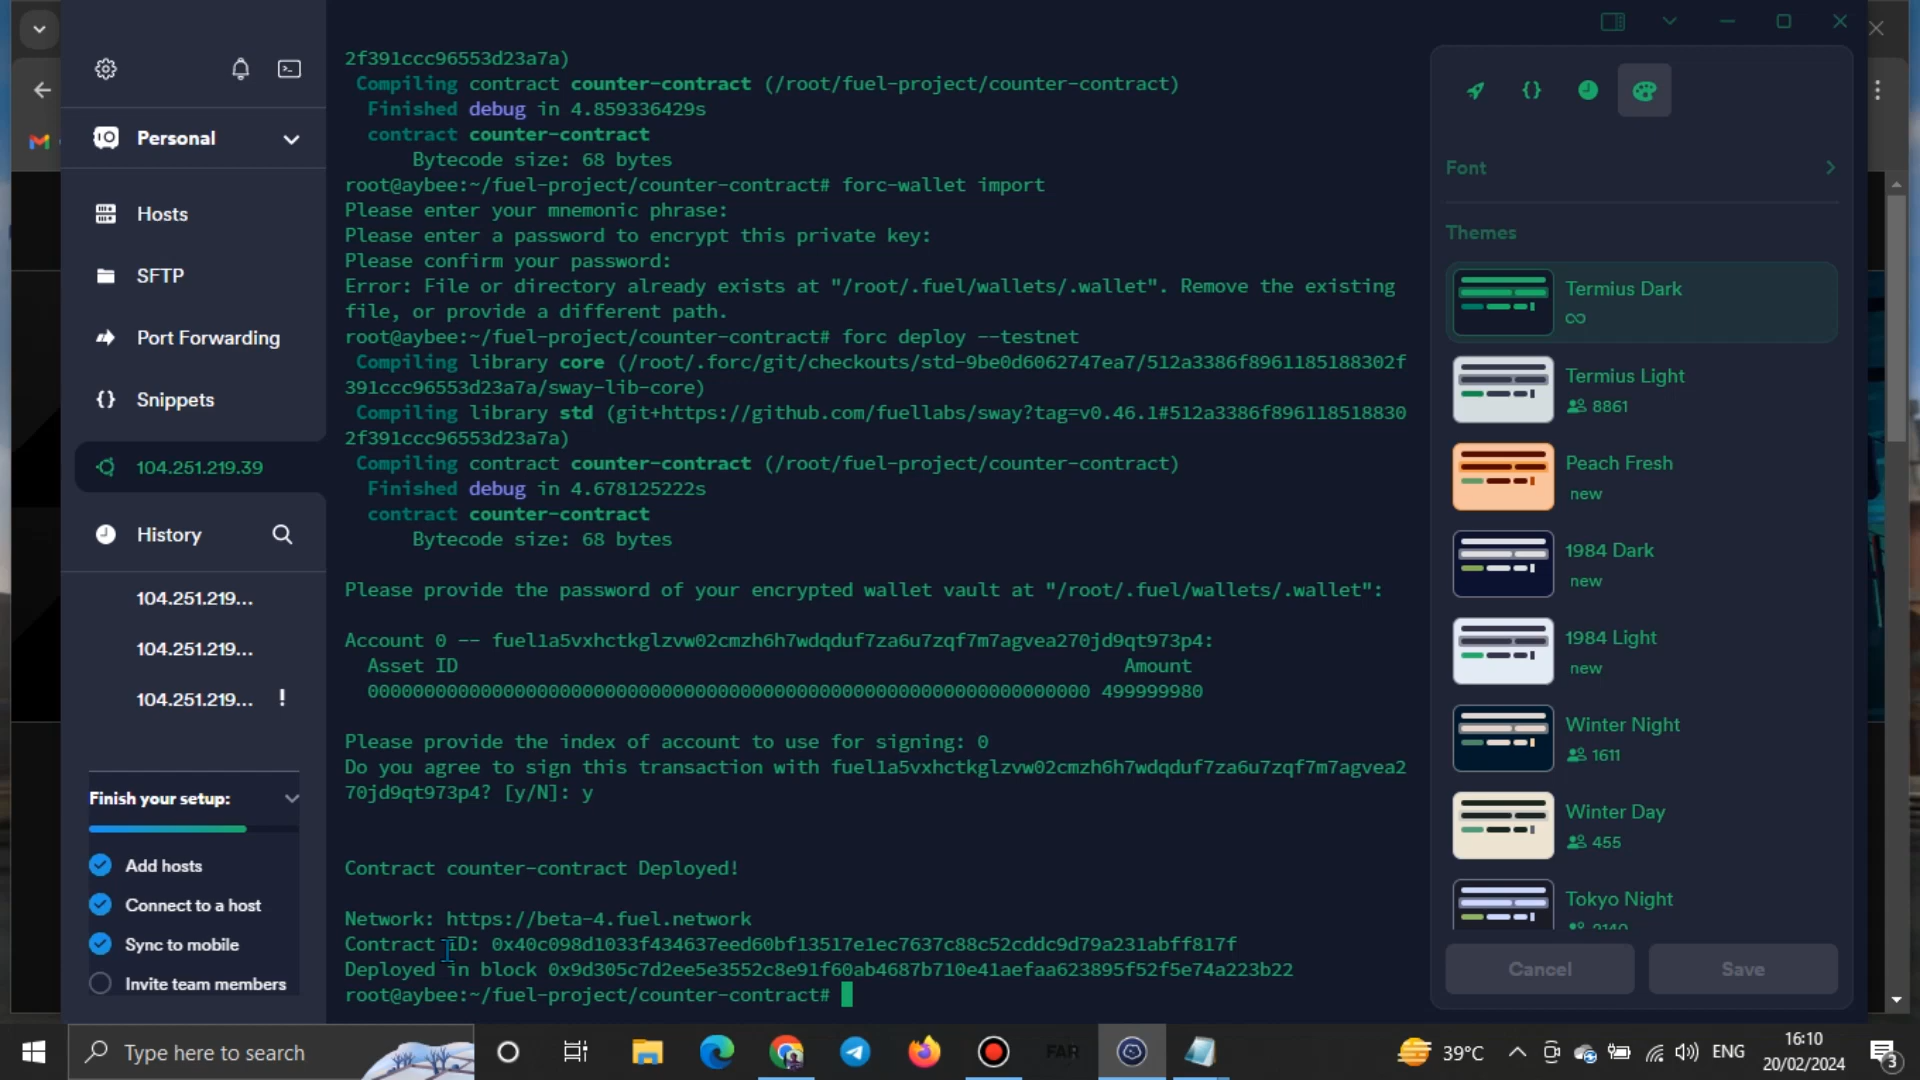 Personal
Hosts
SFTP
Port Forwarding
Snippets
104.251.219.39
History
104.251.219...
104.251.219...
104.251.219... !
Finish your setup:
Add hosts
Connect to a host
Sync to mobile
Invite team members
2f391ccc96553d23a7a)
Compiling contract counter-contract (/root/fuel-project/counter-contract)
Finished debug in 4.859336429s
contract counter-contract
Bytecode size: 68 bytes
root@aybee:~/fuel-project/counter-contract# forc-wallet import
Please enter your mnemonic phrase:
Please enter a password to encrypt this private key:
Please confirm your password:
Error: File or directory already exists at "/root/.fuel/wallets/.wallet". Remove the existing
file, or provide a different path.
root@aybee:~/fuel-project/counter-contract# forc deploy --testnet
Compiling library core (/root/.forc/git/checkouts/std-9be0d6062747ea7/512a3386f8961185188302f
391ccc96553d23a7a/sway-lib-core)
Compiling library std (git+https://github.com/fuellabs/sway?tag=v0.46.1#512a3386f896118518830
2f391ccc96553d23a7a)
Compiling contract counter-contract (/root/fuel-project/counter-contract)
Finished debug in 4.678125222s
contract counter-contract
Bytecode size: 68 bytes
Please provide the password of your encrypted wallet vault at "/root/.fuel/wallets/.wallet":
Account 0 -- fuel1a5vxhctkglzvw02cmzh6h7wdqduf7za6u7zqf7m7agvea270jd9qt973p4:
Asset ID Amount
0000000000000000000000000000000000000000000000000000000000000000 499999980
Please provide the index of account to use for signing: 0
Do you agree to sign this transaction with fuel1a5vxhctkglzvw02cmzh6h7wdqduf7za6u7zqf7m7agvea2
70jd9qt973p4? [y/N]: y
Contract counter-contract Deployed!
Network: https://beta-4.fuel.network
Contract ID: 0x40c098d1033f434637eed60bf13517e1ec7637c88c52cddc9d79a231abff817f
Deployed in block 0x9d305c7d2ee5e3552c8e91f60ab4687b710e41aefaa623895f52f5e74a223b22
root@aybee:~/fuel-project/counter-contract#
Font
Themes
Termius Dark
Termius Light
8861
Peach Fresh
new
1984 Dark
new
1984 Light
new
Winter Night
1611
Winter Day
455
Tokyo Night
Cancel
Save
Type here to search
FAR
39°C
ENG
16:10
20/02/2024
3